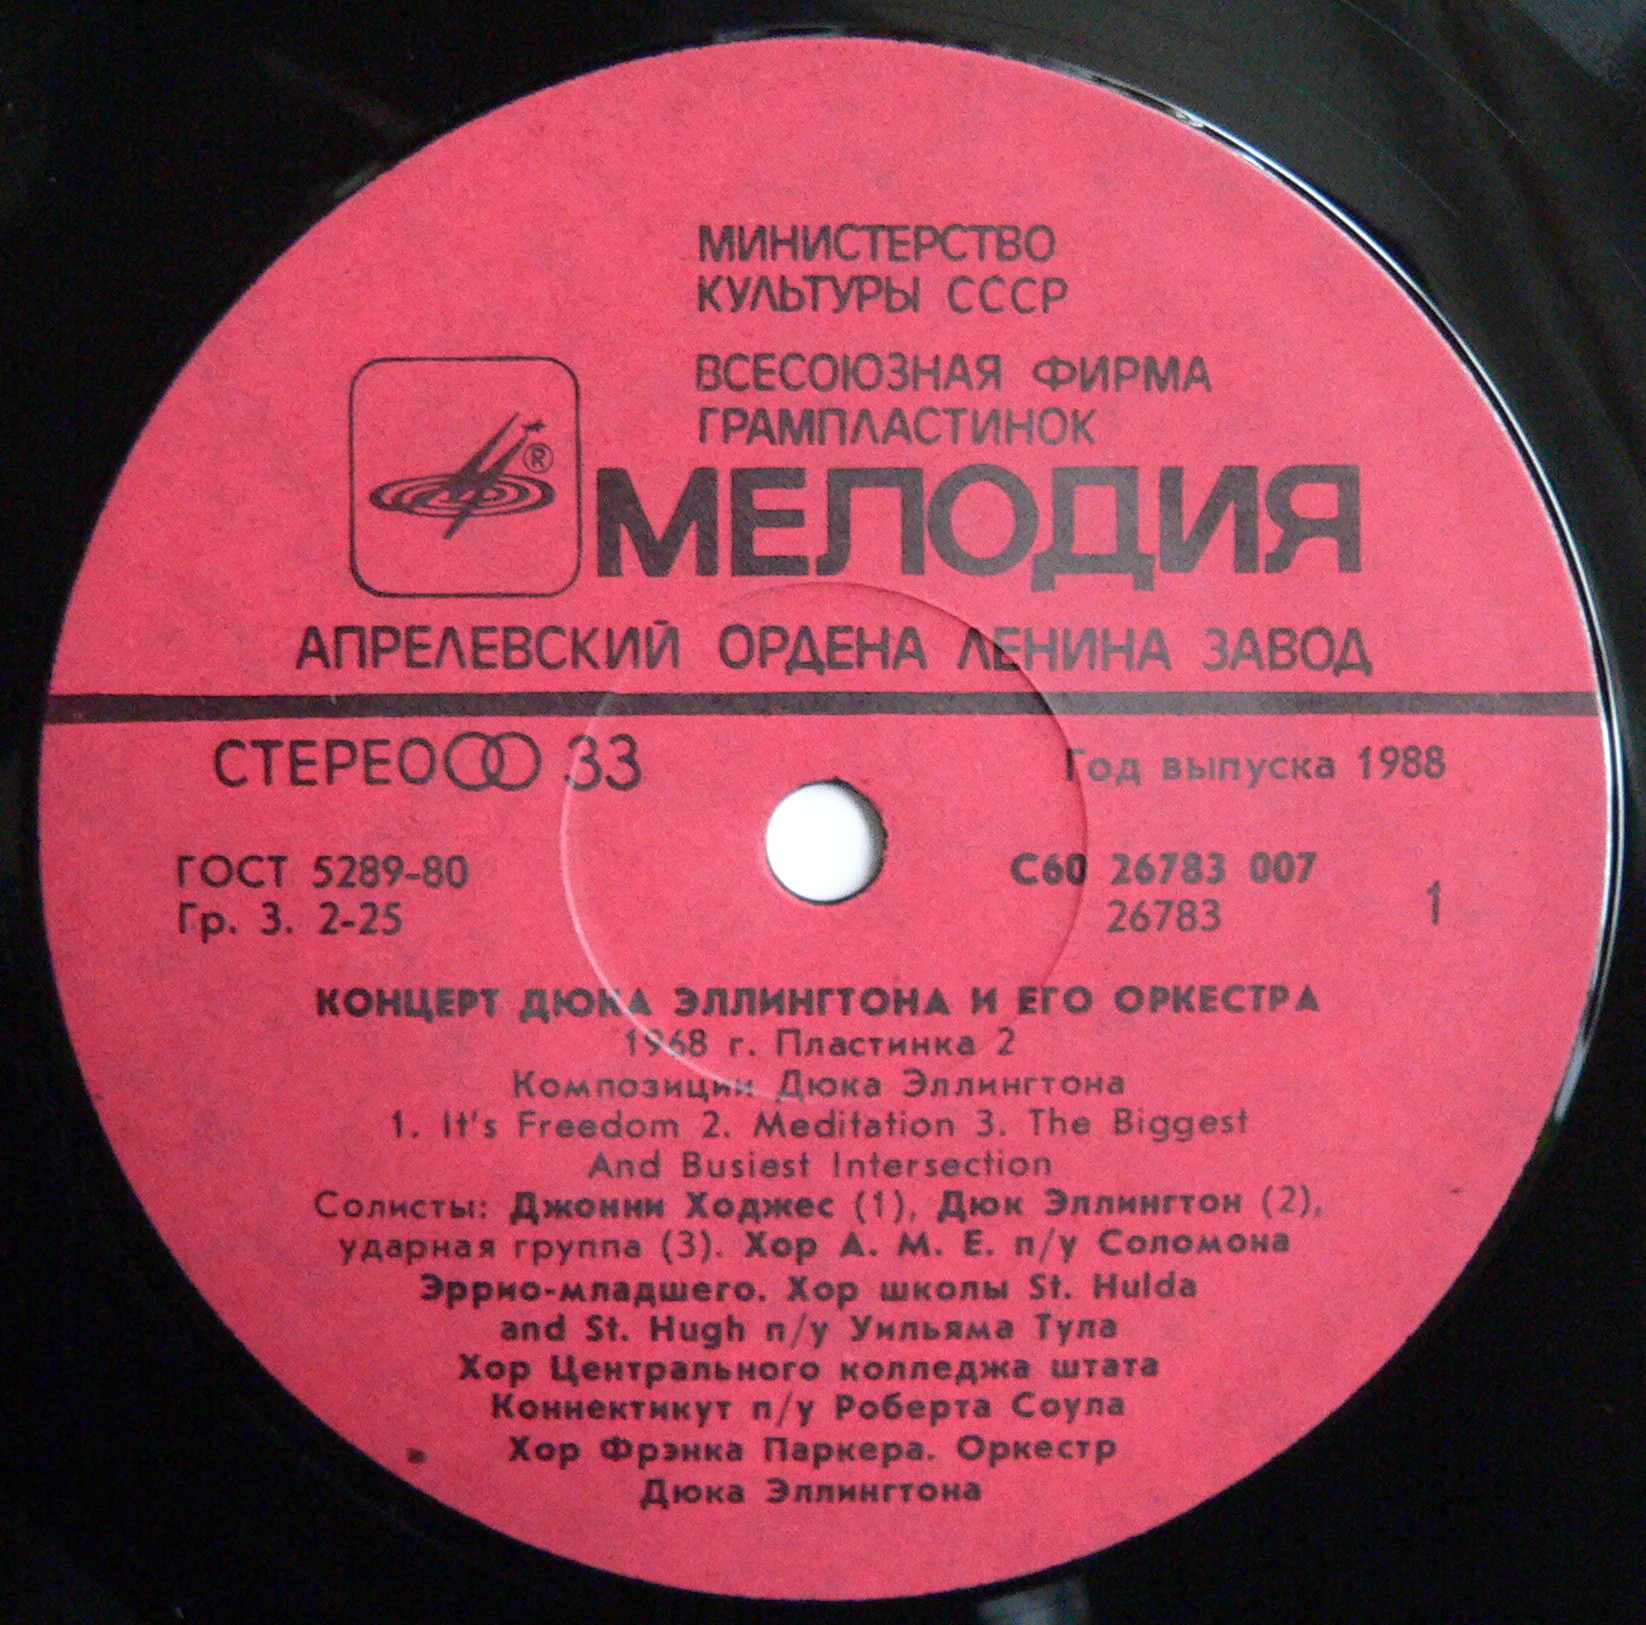 МИНИСТЕРСТВО
КУЛЬТУРЫ СССР
ВСЕСОЮЗНАЯ ФИРМА
ГРАМПЛАСТИНОК
®
МЕЛОДИЯ
АПРЕЛЕВСКИЙ ОРДЕНА ЛЕНИНА ЗАВОД
СТЕРЕО 33
Год выпуска 1988
ГОСТ 5289-80
Гр. 3. 2-25
С60 26783 007
26783
1
КОНЦЕРТ ДЮКА ЭЛЛИНГТОНА И ЕГО ОРКЕСТРА
1968 г. Пластинка 2
Композиции Дюка Эллингтона
1. It's Freedom 2. Meditation 3. The Biggest
And Busiest Intersection
Солисты: Джонни Ходжес (1), Дюк Эллингтон (2),
ударная группа (3). Хор А. М. Е. п/у Соломона
Эррио-младшего. Хор школы St. Hulda
and St. Hugh п/у Уильяма Тула
Хор Центрального колледжа штата
Коннектикут п/у Роберта Соула
Хор Фрэнка Паркера. Оркестр
Дюка Эллингтона